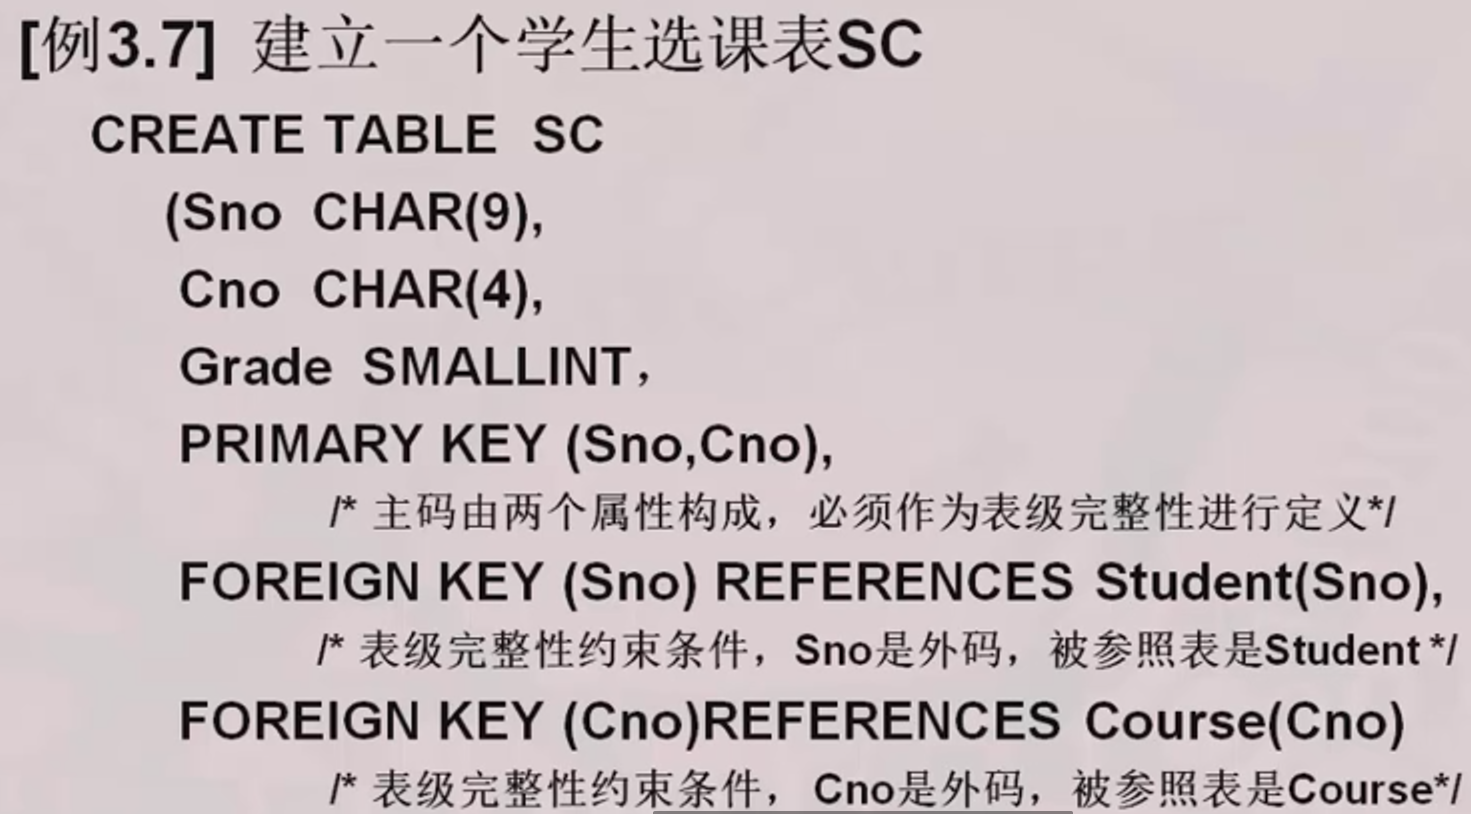 [例3.7] 建立一个学生选课表SC
CREATE TABLE SC
(Sno CHAR(9),
Cno CHAR(4),
Grade SMALLINT，
PRIMARY KEY (Sno,Cno),
/* 主码由两个属性构成，必须作为表级完整性进行定义*/
FOREIGN KEY (Sno) REFERENCES Student(Sno),
/* 表级完整性约束条件，Sno是外码，被参照表是Student */
FOREIGN KEY (Cno)REFERENCES Course(Cno)
/* 表级完整性约束条件， Cno是外码，被参照表是Course*/